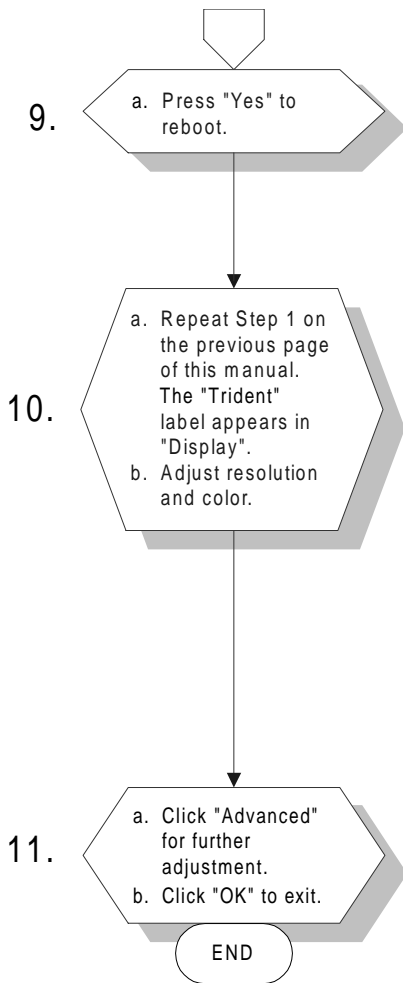 9.
a. Press "Yes" to
reboot.
10.
a. Repeat Step 1 on
the previous page
of this manual.
The "Trident"
label appears in
"Display".
b. Adjust resolution
and color.
11.
a. Click "Advanced"
for further
adjustment.
b. Click "OK" to exit.
END